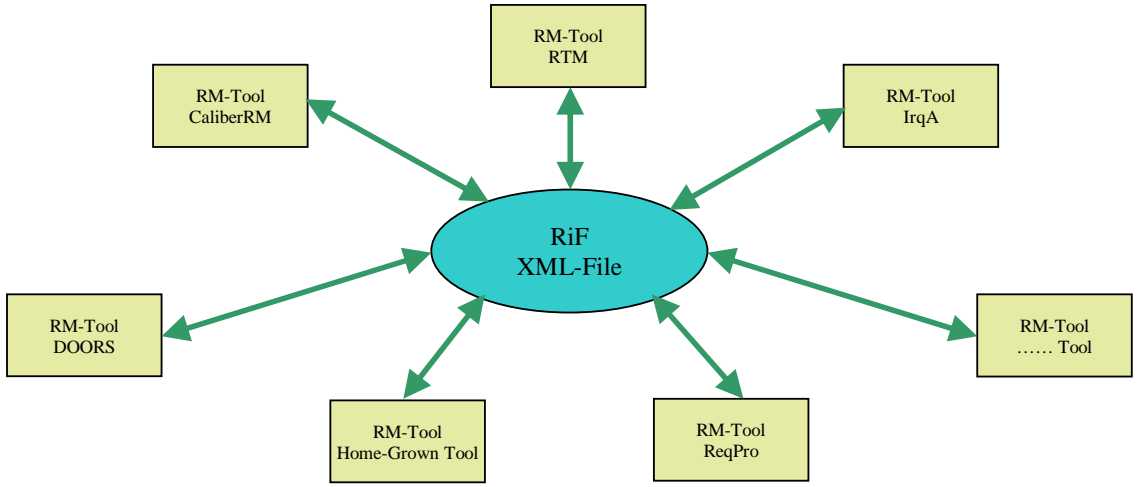 RM-Tool
RTM
RM-Tool
CaliberRM
RM-Tool
IrqA
RiF
XML-File
RM-Tool
DOORS
RM-Tool
…… Tool
RM-Tool
Home-Grown Tool
RM-Tool
ReqPro